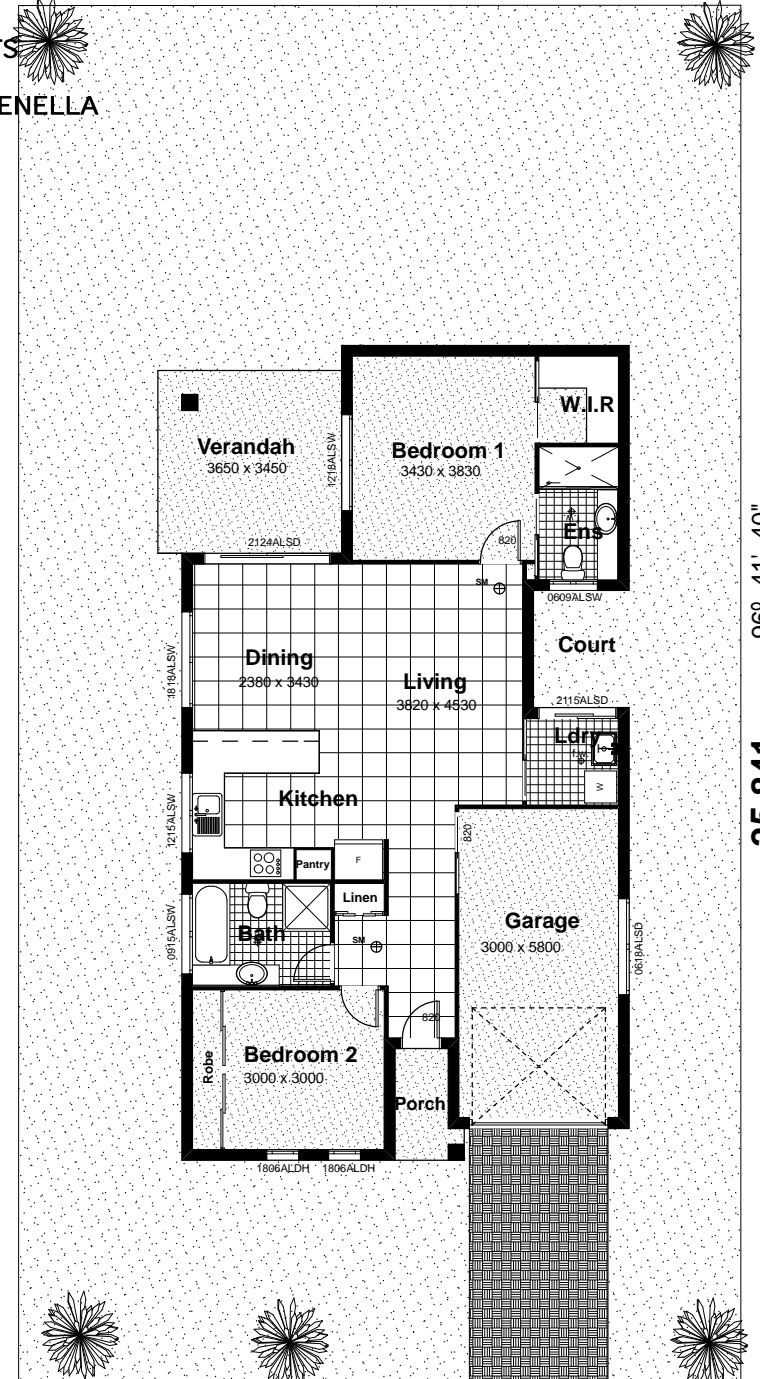 ENELLA
W.I.R
Verandah
3650 x 3450
1218ALSW
Bedroom 1
3430 x 3830
Ens
2124ALSD
820
SM
0609ALSW
Court
Dining
2380 x 3430
Living
3820 x 4530
1818ALSW
2115ALSD
Ldry
f.w.
W
Kitchen
1215ALSW
820
Pantry
F
Linen
Garage
3000 x 5800
0915ALSW
Bath
SM
0618ALSD
820
Robe
Bedroom 2
3000 x 3000
Porch
1806ALDH 1806ALDH